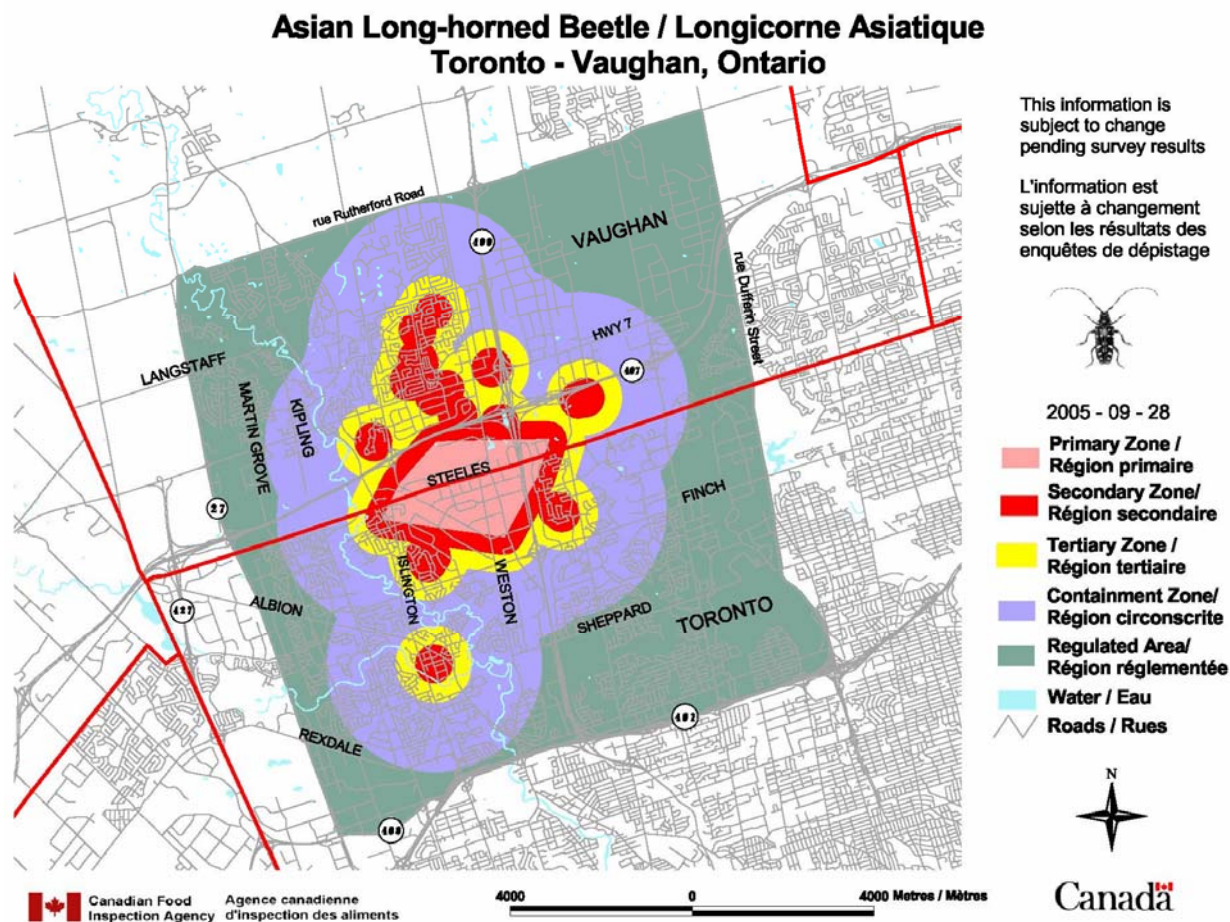 Asian Long-horned Beetle / Longicorne Asiatique
Toronto - Vaughan, Ontario
This information is
subject to change
pending survey results
L'information est
sujette à changement
selon les résultats des
enquêtes de dépistage
2005 - 09 - 28
Primary Zone /
Région primaire
Secondary Zone/
Région secondaire
Tertiary Zone /
Région tertiaire
Containment Zone/
Région circonscrite
Regulated Area/
Région réglementée
Water / Eau
Roads / Rues
N
rue Rutherford Road
400
VAUGHAN
rue Dufferin Street
HWY 7
407
LANGSTAFF
MARTIN GROVE
KIPLING
STEELES
FINCH
27
ISLINGTON
WESTON
ALBION
427
SHEPPARD
TORONTO
REXDALE
401
Canadian Food
Inspection Agency
Agence canadienne
d'inspection des aliments
4000
0
4000 Metres / Mètres
Canada